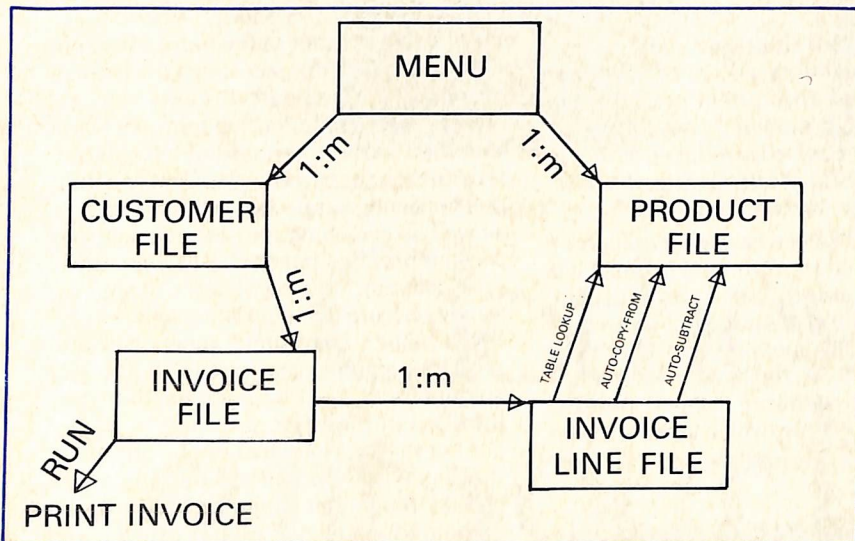 MENU
1:m
1:m
CUSTOMER
FILE
PRODUCT
FILE
1:m
TABLE LOOKUP
AUTO-COPY-FROM
AUTO-SUBTRACT
INVOICE
FILE
1:m
INVOICE
LINE FILE
RUN
PRINT INVOICE